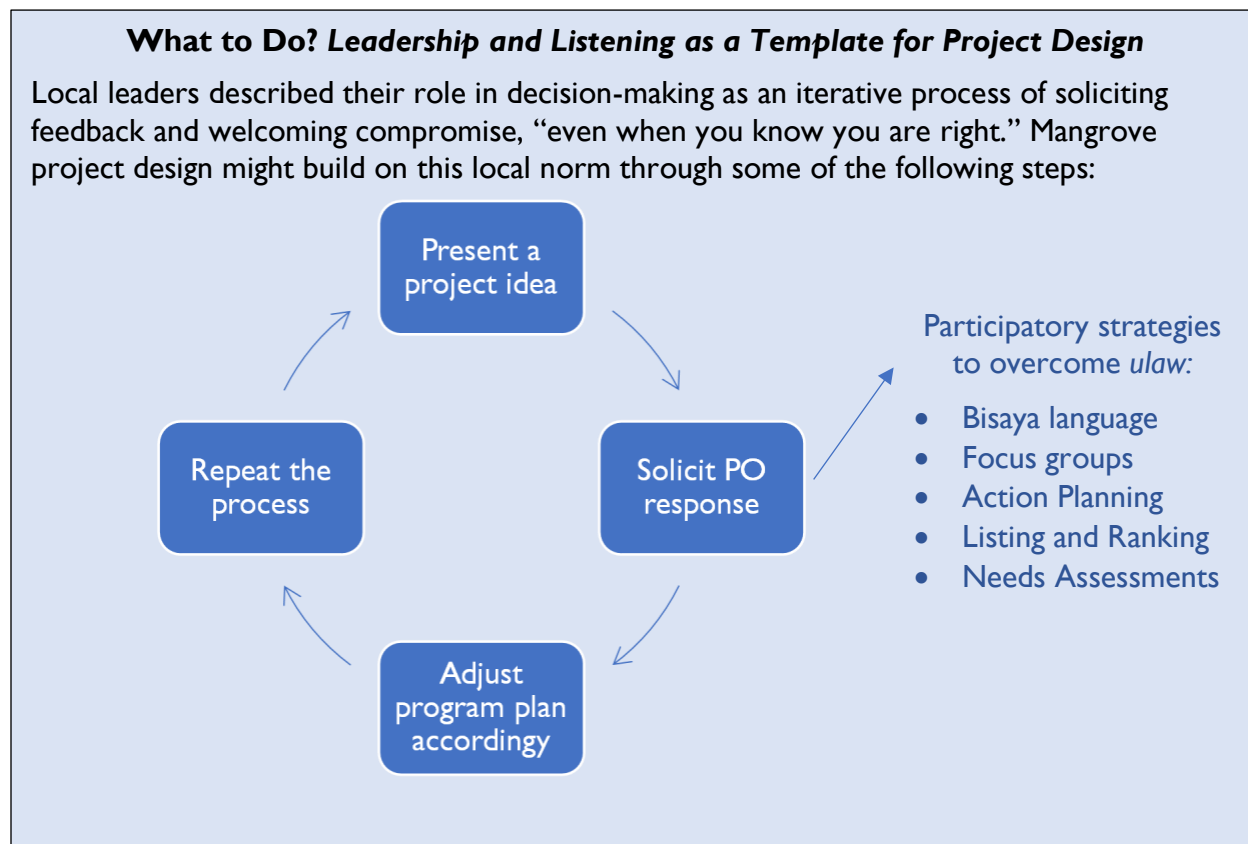 What to Do? Leadership and Listening as a Template for Project Design
Local leaders described their role in decision-making as an iterative process of soliciting
feedback and welcoming compromise, “even when you know you are right.” Mangrove
project design might build on this local norm through some of the following steps:
Present a
project idea
Solicit PO
response
Participatory strategies
to overcome ulaw:
• Bisaya language
• Focus groups
• Action Planning
• Listing and Ranking
• Needs Assessments
Adjust
program plan
accordingy
Repeat the
process